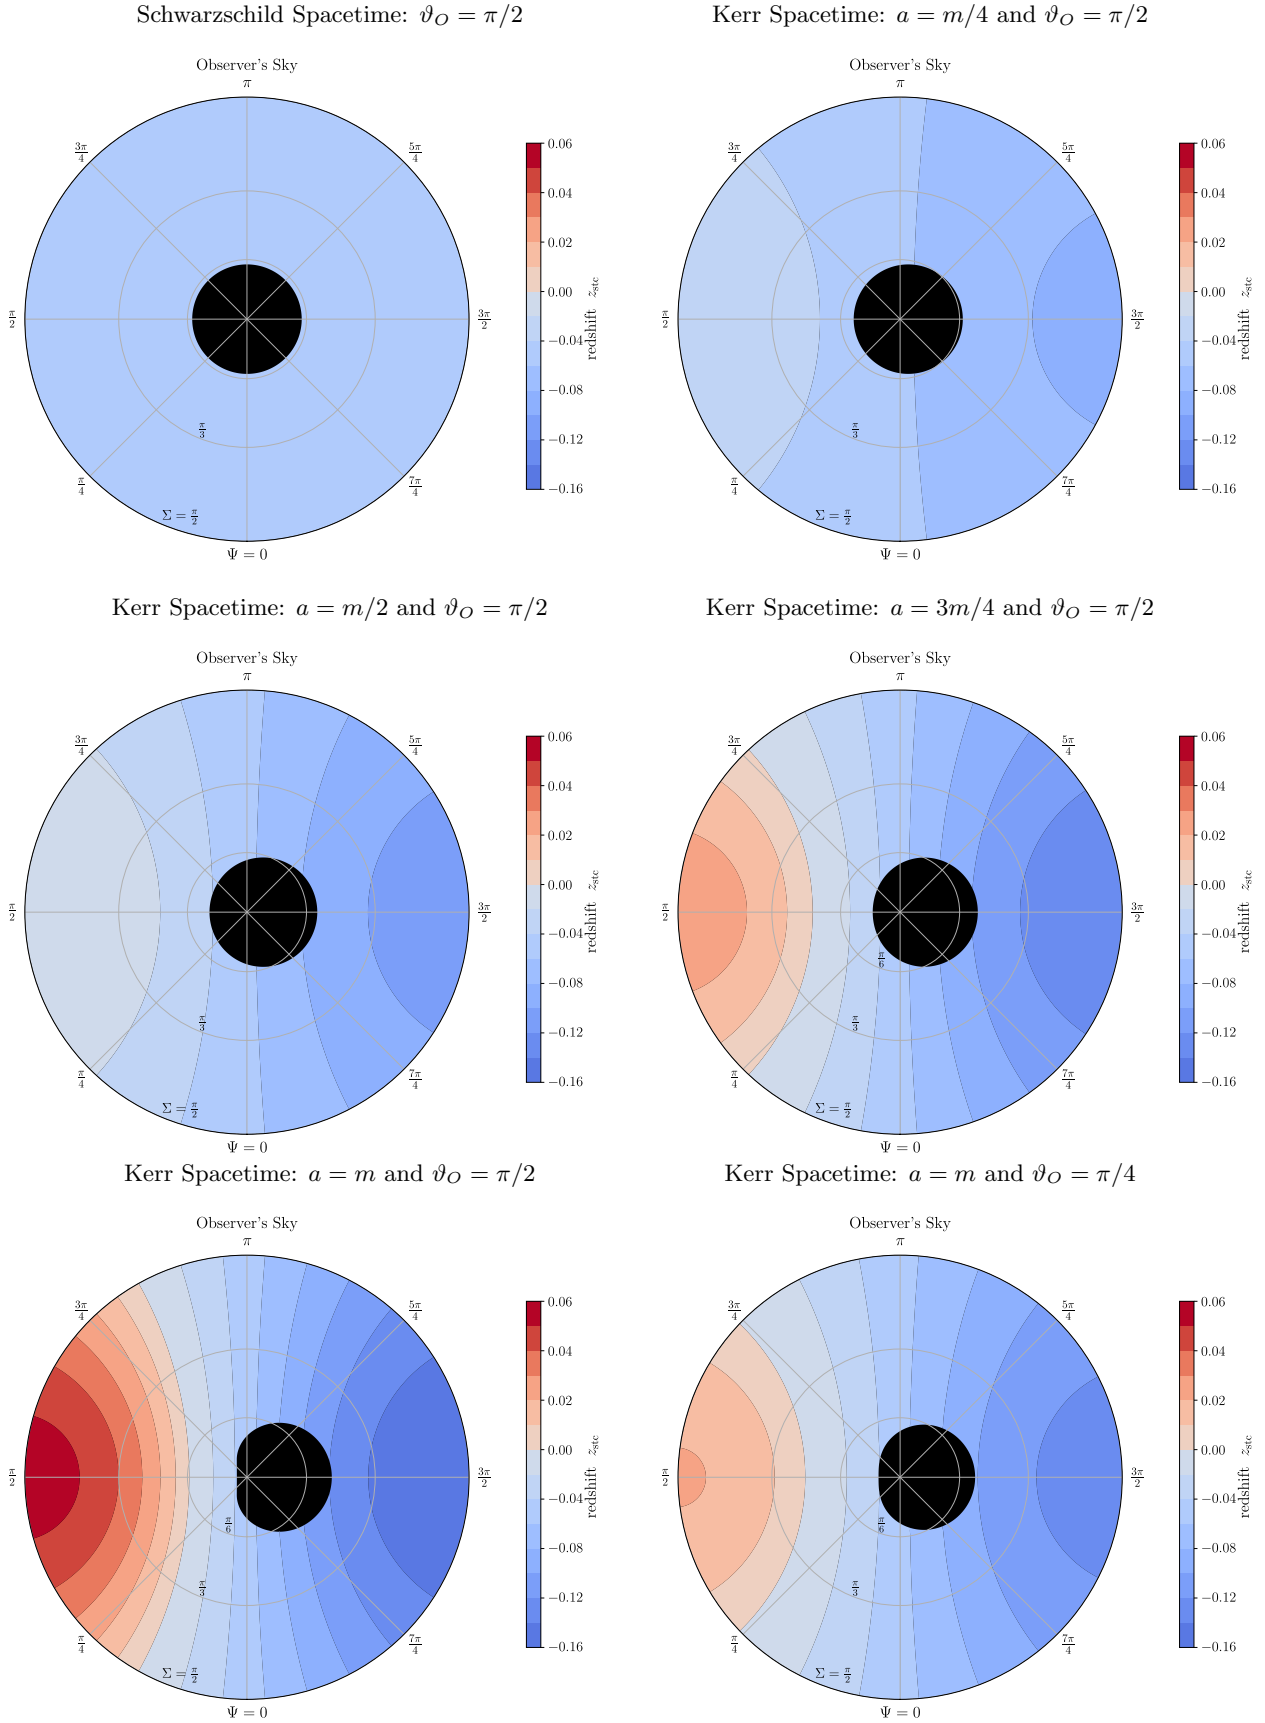 Schwarzschild Spacetime: ϑ_O = π/2
Observer's Sky
π
3π/4
5π/4
π/2
3π/2
π/3
π/4
7π/4
Σ = π/2
Ψ = 0
0.06
0.04
0.02
0.00
−0.04
−0.08
−0.12
−0.16
redshift z_stc
Kerr Spacetime: a = m/4 and ϑ_O = π/2
Observer's Sky
π
3π/4
5π/4
π/2
3π/2
π/3
π/4
7π/4
Σ = π/2
Ψ = 0
0.06
0.04
0.02
0.00
−0.04
−0.08
−0.12
−0.16
redshift z_stc
Kerr Spacetime: a = m/2 and ϑ_O = π/2
Observer's Sky
π
3π/4
5π/4
π/2
3π/2
π/3
π/4
7π/4
Σ = π/2
Ψ = 0
0.06
0.04
0.02
0.00
−0.04
−0.08
−0.12
−0.16
redshift z_stc
Kerr Spacetime: a = 3m/4 and ϑ_O = π/2
Observer's Sky
π
3π/4
5π/4
π/2
3π/2
π/6
π/3
π/4
7π/4
Σ = π/2
Ψ = 0
0.06
0.04
0.02
0.00
−0.04
−0.08
−0.12
−0.16
redshift z_stc
Kerr Spacetime: a = m and ϑ_O = π/2
Observer's Sky
π
3π/4
5π/4
π/2
3π/2
π/6
π/3
π/4
7π/4
Σ = π/2
Ψ = 0
0.06
0.04
0.02
0.00
−0.04
−0.08
−0.12
−0.16
redshift z_stc
Kerr Spacetime: a = m and ϑ_O = π/4
Observer's Sky
π
3π/4
5π/4
π/2
3π/2
π/6
π/3
π/4
7π/4
Σ = π/2
Ψ = 0
0.06
0.04
0.02
0.00
−0.04
−0.08
−0.12
−0.16
redshift z_stc